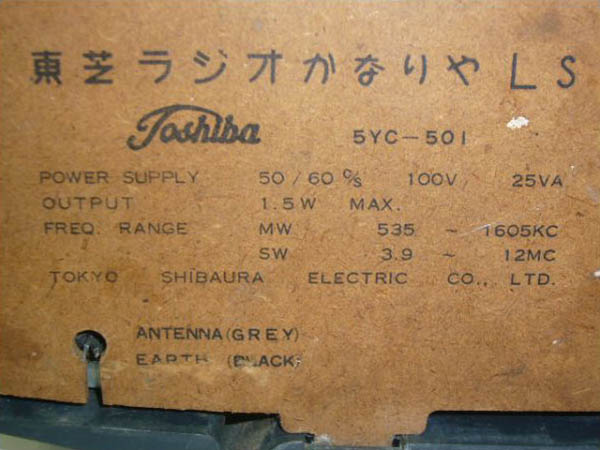 東芝ラジオかなりやLS
Toshiba 5YC-501
POWER SUPPLY 50/60 c/s 100V 25VA
OUTPUT 1.5W MAX.
FREQ. RANGE MW 535 ~ 1605KC
SW 3.9 ~ 12MC
TOKYO SHIBAURA ELECTRIC CO., LTD.
ANTENNA(GREY)
EARTH (BLACK)